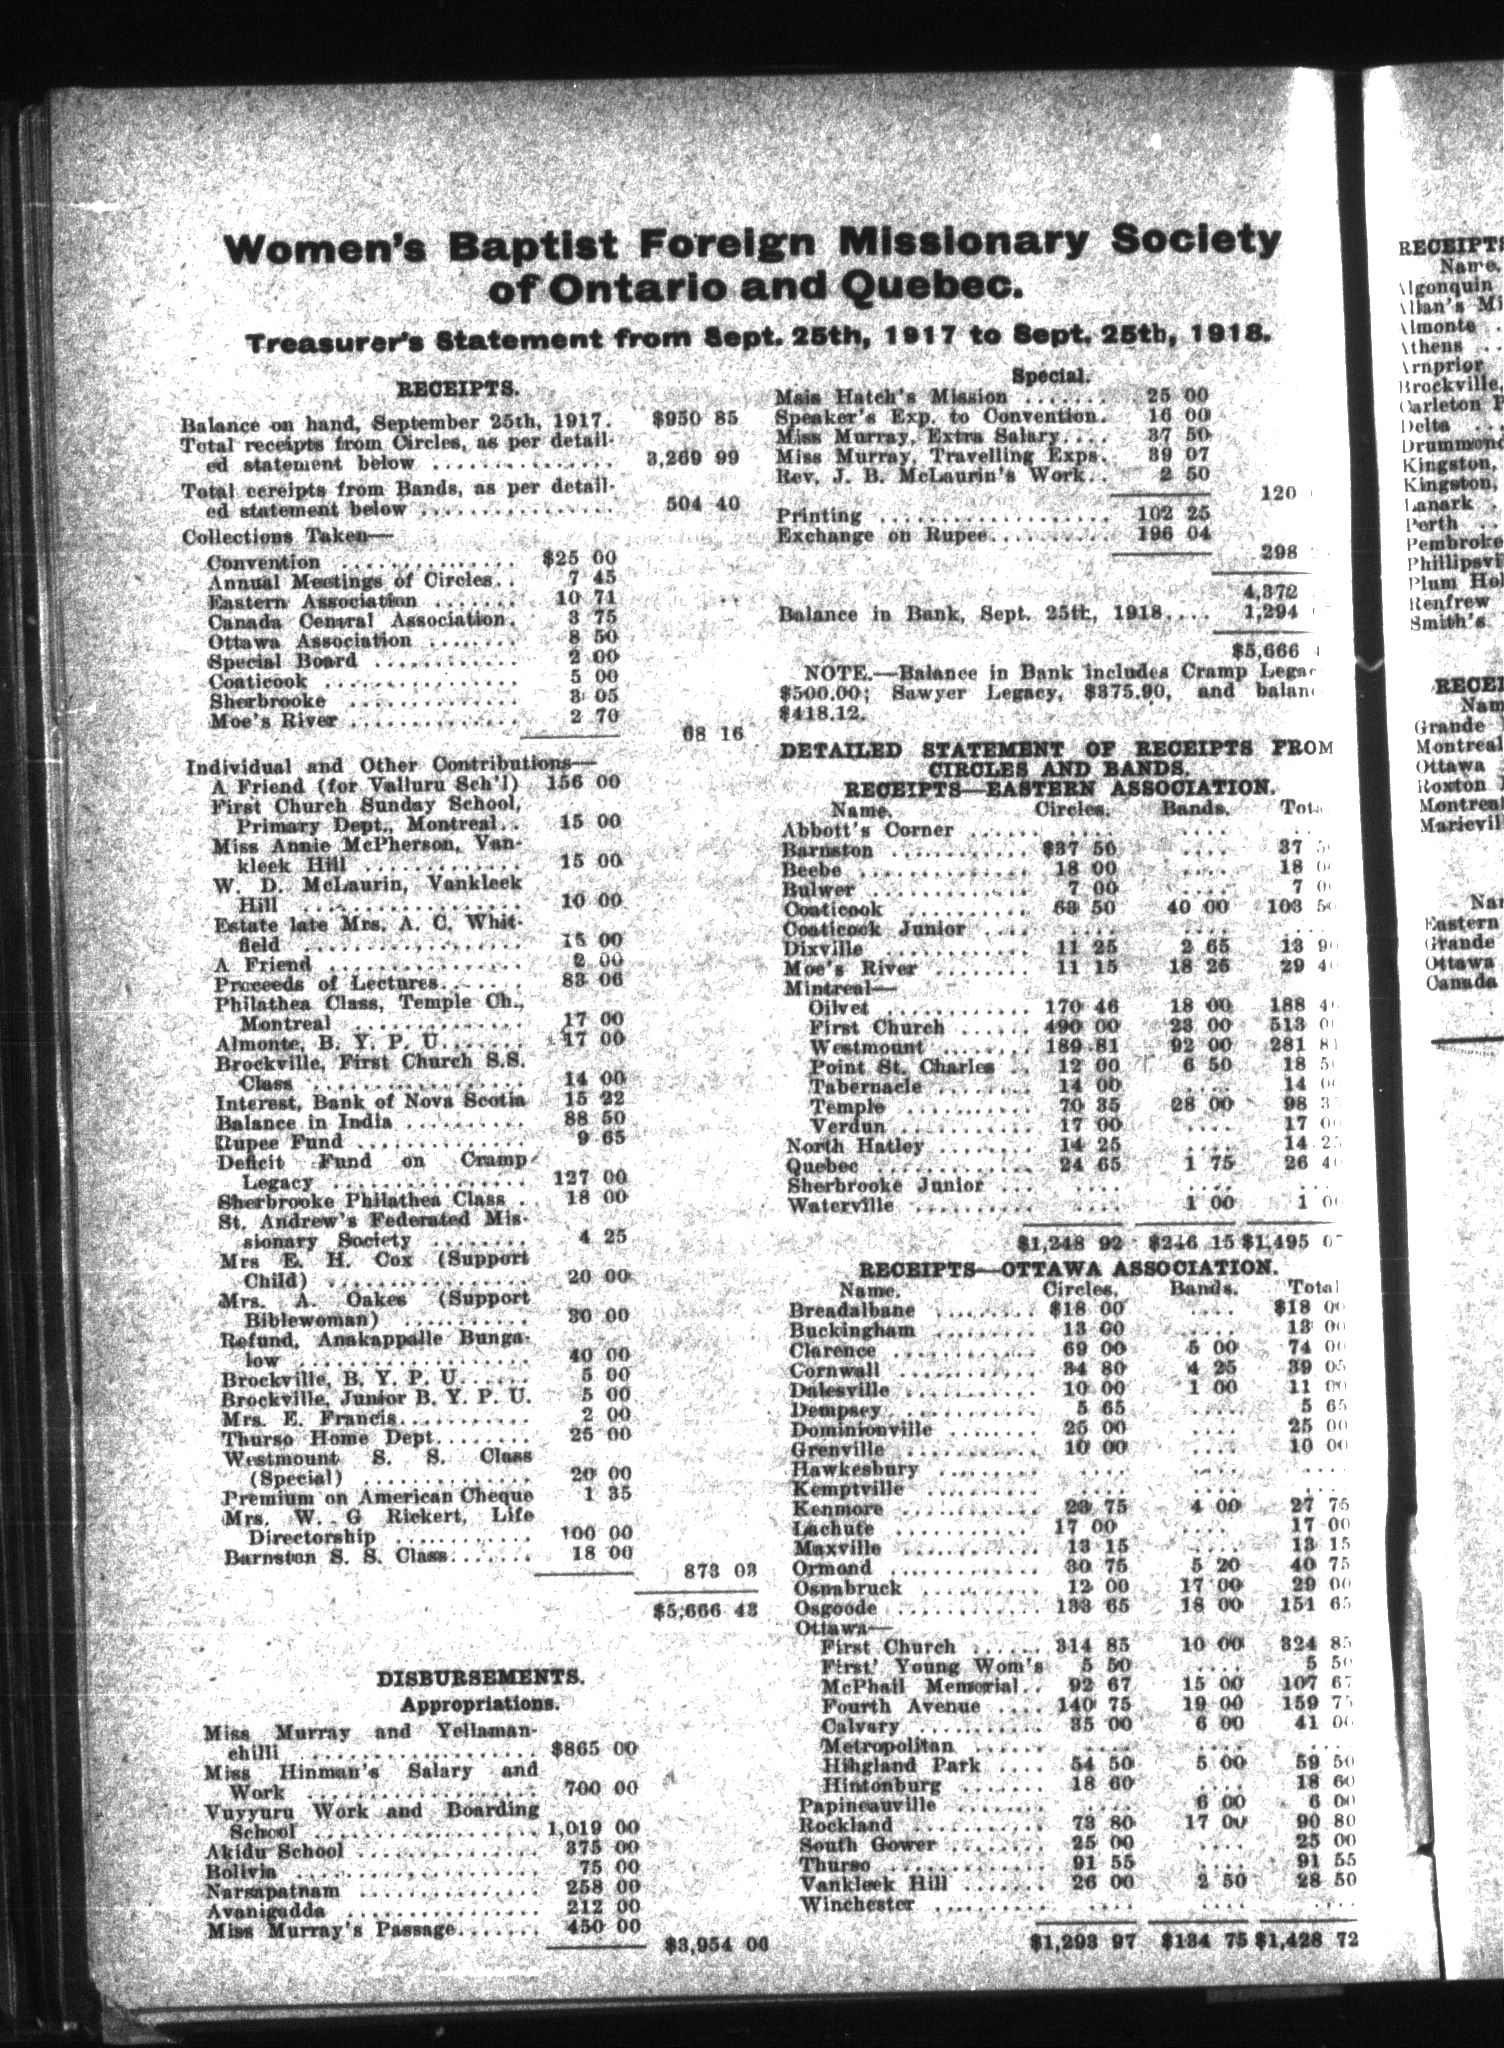 Women's Baptist Foreign Missionary Society
of Ontario and Quebec.
Treasurer's Statement from Sept. 25th, 1917 to Sept. 25th, 1918.
RECEIPTS.
Balance on hand, September 25th, 1917. $950 85
Total receipts from Circles, as per detail-
ed statement below ............... 3,269 99
Total ecreipts from Bands, as per detail-
ed statement below ............... 504 40
Collections Taken—
Convention ............... $25 00
Annual Meetings of Circles.. 7 45
Eastern Association ....... 10 71
Canada Central Association. 3 75
Ottawa Association ........ 8 50
Special Board ............ 2 00
Coaticook ............... 5 00
Sherbrooke .............. 3 05
Moe's River .............. 2 70
68 16
Individual and Other Contributions—
A Friend (for Valluru Sch'l) 156 00
First Church Sunday School,
Primary Dept., Montreal.. 15 00
Miss Annie McPherson, Van-
kleek Hill .............. 15 00
W. D. McLaurin, Vankleek
Hill .................. 10 00
Estate late Mrs. A. C. Whit-
field .................. 15 00
A Friend ................ 2 00
Proceeds of Lectures....... 83 06
Philathea Class, Temple Ch.,
Montreal .............. 17 00
Almonte, B. Y. P. U....... 17 00
Brockville, First Church S.S.
Class ................. 14 00
Interest, Bank of Nova Scotia 15 22
Balance in India .......... 88 50
Rupee Fund .............. 9 65
Deficit Fund on Cramp
Legacy ................ 127 00
Sherbrooke Philathea Class . 18 00
St. Andrew's Federated Mis-
sionary Society ........ 4 25
Mrs E. H. Cox (Support
Child) ................ 20 00
Mrs. A. Oakes (Support
Biblewoman) ........... 30 00
Refund, Anakappalle Bunga-
low .................. 40 00
Brockville, B. Y. P. U...... 5 00
Brockville, Junior B. Y. P. U. 5 00
Mrs. E. Francis........... 2 00
Thurso Home Dept........ 25 00
Westmount S. S. Class
(Special) .............. 20 00
Premium on American Cheque 1 35
Mrs. W. G Rickert, Life
Directorship ........... 100 00
Barnston S. S. Class....... 18 00
873 03
$5,666 43
DISBURSEMENTS.
Appropriations.
Miss Murray and Yellaman-
chilli .................. $865 00
Miss Hinman's Salary and
Work ................. 700 00
Vuyyuru Work and Boarding
School .................. 1,019 00
Akidu School .............. 375 00
Bolivia ................... 75 00
Narsapatnam .............. 258 00
Avanigadda ............... 212 00
Miss Murray's Passage....... 450 00
$3,954 00
Special.
Msis Hatch's Mission ....... 25 00
Speaker's Exp. to Convention. 16 00
Miss Murray, Extra Salary.... 37 50
Miss Murray, Travelling Exps. 39 07
Rev. J. B. McLaurin's Work.. 2 50
120
Printing .................. 102 25
Exchange on Rupee.......... 196 04
298
4,372
Balance in Bank, Sept. 25th, 1918.... 1,294
$5,666
NOTE.—Balance in Bank includes Cramp
$500.00; Sawyer Legacy, $375.90, and
$418.12.
DETAILED STATEMENT OF RECEIPTS FROM
CIRCLES AND BANDS.
RECEIPTS—EASTERN ASSOCIATION.
Name. Circles. Bands.
Abbott's Corner ...... .... ....
Barnston ............ $37 50 .... 37
Beebe ............... 18 00 .... 18
Bulwer .............. 7 00 .... 7
Coaticook .......... 63 50 40 00 103
Coaticook Junior .... .... ....
Dixville ............. 11 25 2 65 13
Moe's River ........ 11 15 18 25 29
Mintreal—
Oilvet ............ 170 46 18 00 188
First Church ...... 490 00 23 00 513
Westmount ........ 189 81 92 00 281
Point St. Charles .. 12 00 6 50 18
Tabernacle ........ 14 00 .... 14
Temple ........... 70 35 28 00 98
Verdun ........... 17 00 .... 17
North Hatley ........ 14 25 .... 14
Quebec ............. 24 65 1 75 26
Sherbrooke Junior ... .... ....
Waterville .......... .... 1 00 1
$1,248 92 $246 15 $1,495
RECEIPTS—OTTAWA ASSOCIATION.
Name. Circles. Bands. Total
Breadalbane ......... $18 00 .... $18 00
Buckingham ......... 13 00 .... 13 00
Clarence ............ 69 00 5 00 74 00
Cornwall ............ 34 80 4 25 39 05
Dalesville ........... 10 00 1 00 11 00
Dempsey ............ 5 65 .... 5 65
Dominionville ........ 25 00 .... 25 00
Grenville ........... 10 00 .... 10 00
Hawkesbury ......... .... .... ....
Kemptville .......... .... .... ....
Kenmore ............ 23 75 4 00 27 75
Lachute ............ 17 00 .... 17 00
Maxville ............ 13 15 .... 13 15
Ormond ............. 30 75 5 20 40 75
Osnabruck .......... 12 00 17 00 29 00
Osgoode ............ 133 65 18 00 151 65
Ottawa—
First Church ...... 314 85 10 00 324 85
First' Young Wom's 5 50 .... 5 50
McPhail Memorial.. 92 67 15 00 107 67
Fourth Avenue .... 140 75 19 00 159 75
Calvary ........... 35 00 6 00 41 00
Metropolitan ...... .... .... ....
Hihgland Park .... 54 50 5 00 59 50
Hintonburg ....... 18 60 .... 18 60
Papineauville ....... .... 6 00 6 00
Rockland ........... 73 80 17 00 90 80
South Gower ........ 25 00 .... 25 00
Thurso ............. 91 55 .... 91 55
Vankleek Hill ....... 26 00 2 50 28 50
Winchester ......... .... .... ....
$1,293 97 $134 75 $1,428 72
Name.
Almonte
Athens
Arnprior
Brockville,
Delta
Kingston,
Kingston,
Lanark
Perth
Pembroke
Renfrew
Smith's
Grande
Montreal
Ottawa
Roxton
Montreal
Eastern
Grande
Ottawa
Canada